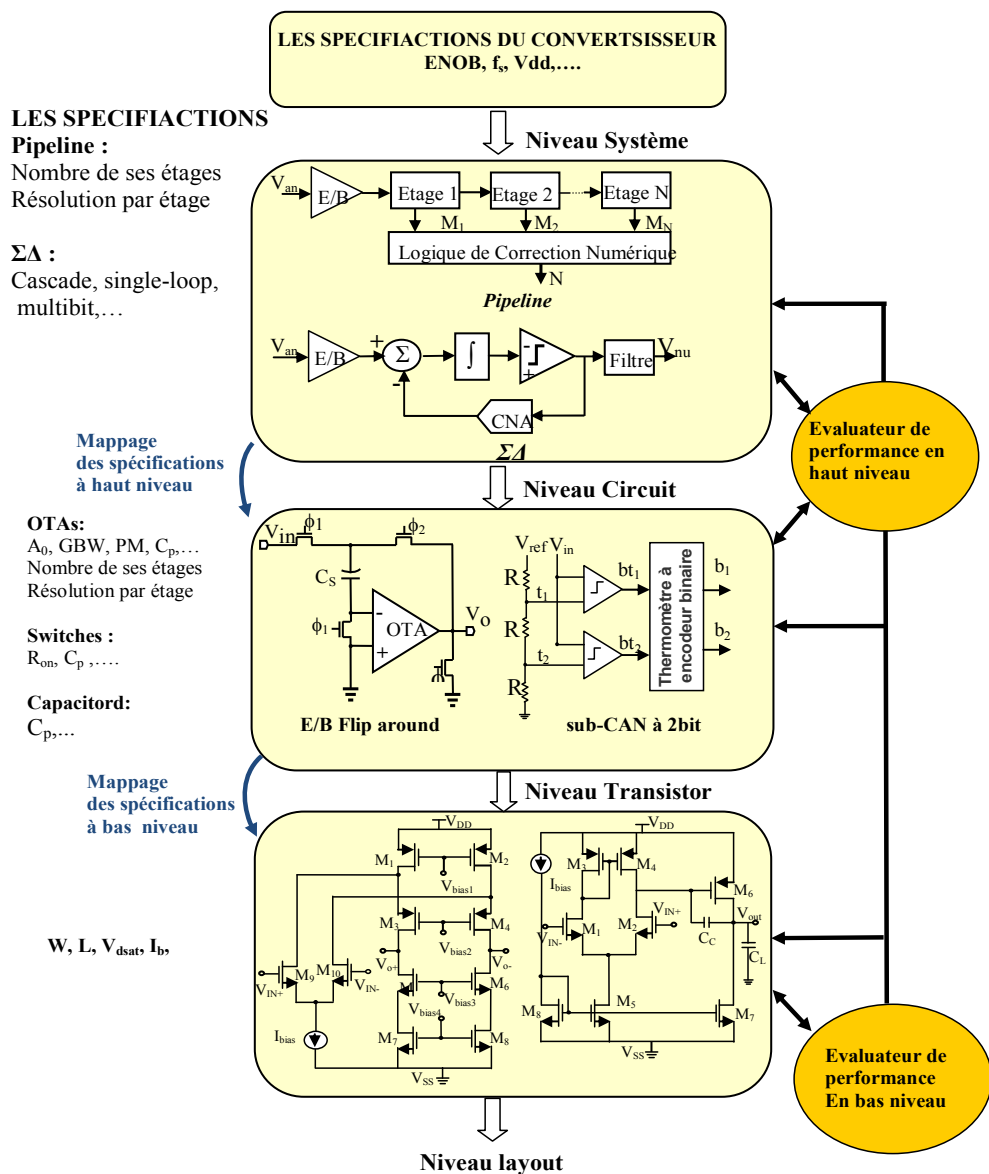 LES SPECIFIACTIONS DU CONVERTSISSEUR
ENOB, fs, Vdd,….
LES SPECIFIACTIONS
Pipeline :
Nombre de ses étages
Résolution par étage
ΣΔ :
Cascade, single-loop,
multibit,…
Niveau Système
Van
E/B
Etage 1
Etage 2
Etage N
M1
M2
MN
Logique de Correction Numérique
N
Pipeline
Van
E/B
+
Σ
-
∫
-
+
Filtre
Vnu
CNA
ΣΔ
Evaluateur de
performance en
haut niveau
Mappage
des spécifications
à haut niveau
Niveau Circuit
OTAs:
A0, GBW, PM, Cp,…
Nombre de ses étages
Résolution par étage
Switches :
Ron, Cp ,….
Capacitord:
Cp,...
Vin
ϕ1
ϕ2
CS
ϕ1
-
+
OTA
Vo
E/B Flip around
Vref
Vin
R
t1
R
t2
R
bt1
bt2
Thermomètre à
encodeur binaire
b1
b2
sub-CAN à 2bit
Mappage
des spécifications
à bas niveau
Niveau Transistor
W, L, Vdsat, Ib,
VDD
M1
M2
Vbias1
M3
M4
Vbias2
Vo+
Vo-
M9
M10
VIN+
VIN-
M
M6
Vbias3
Vbias4
M7
M8
Ibias
VSS
VDD
Ibias
M3
M4
M6
VIN-
M1
M2
VIN+
CC
Vout
CL
M8
M5
M7
VSS
Evaluateur de
performance
En bas niveau
Niveau layout